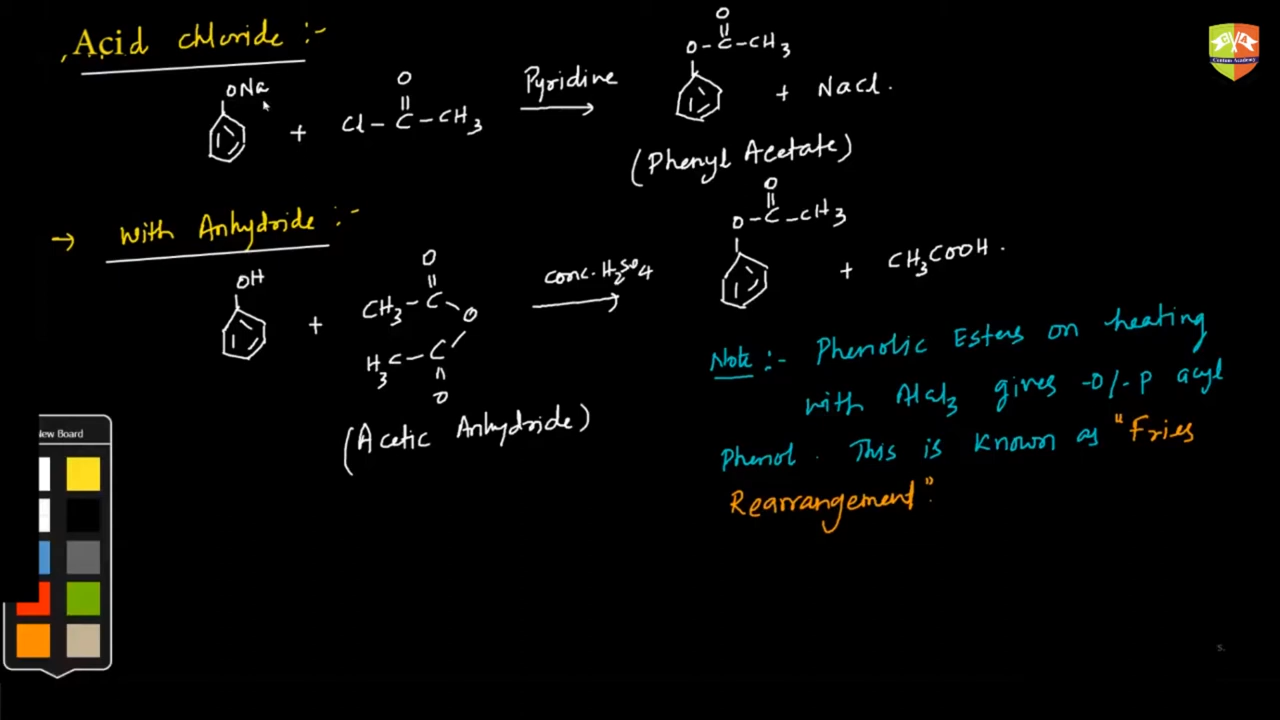 Acid chloride :-
ONa + Cl - C - CH3 Pyridine O - C - CH3 + NaCl.
O
O
(Phenyl Acetate)
→ with Anhydride :-
OH + CH3 - C O conc. H2SO4 O - C - CH3 + CH3COOH.
O
O
H3C - C
O
(Acetic Anhydride)
Note :- Phenolic Esters on heating
with AlCl3 gives -O/-P acyl
Phenol. This is known as "Fries
Rearrangement".
New Board
5.